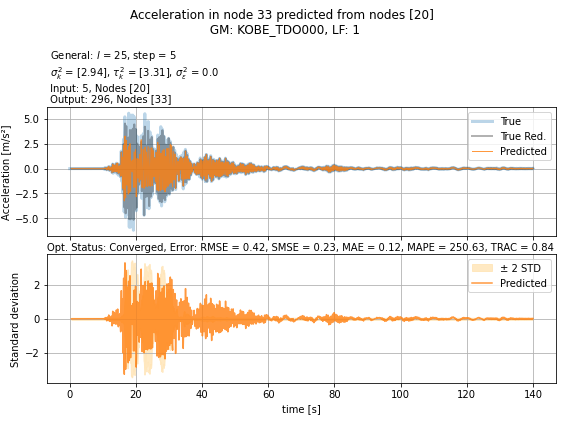 Acceleration in node 33 predicted from nodes [20]
GM: KOBE_TDO000, LF: 1
General: l = 25, step = 5
σ²ₖ = [2.94], τ²ₖ = [3.31], σ²ε = 0.0
Input: 5, Nodes [20]
Output: 296, Nodes [33]
Acceleration [m/s²]
5.0
2.5
0.0
−2.5
−5.0
True
True Red.
Predicted
Opt. Status: Converged, Error: RMSE = 0.42, SMSE = 0.23, MAE = 0.12, MAPE = 250.63, TRAC = 0.84
Standard deviation
2
0
−2
± 2 STD
Predicted
0 20 40 60 80 100 120 140
time [s]